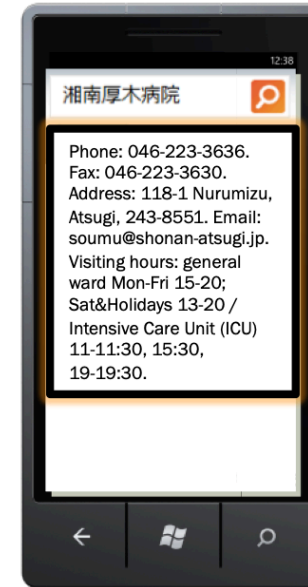 12:38
湘南厚木病院
Phone: 046-223-3636.
Fax: 046-223-3630.
Address: 118-1 Nurumizu,
Atsugi, 243-8551. Email:
soumu@shonan-atsugi.jp.
Visiting hours: general
ward Mon-Fri 15-20;
Sat&Holidays 13-20 /
Intensive Care Unit (ICU)
11-11:30, 15:30,
19-19:30.